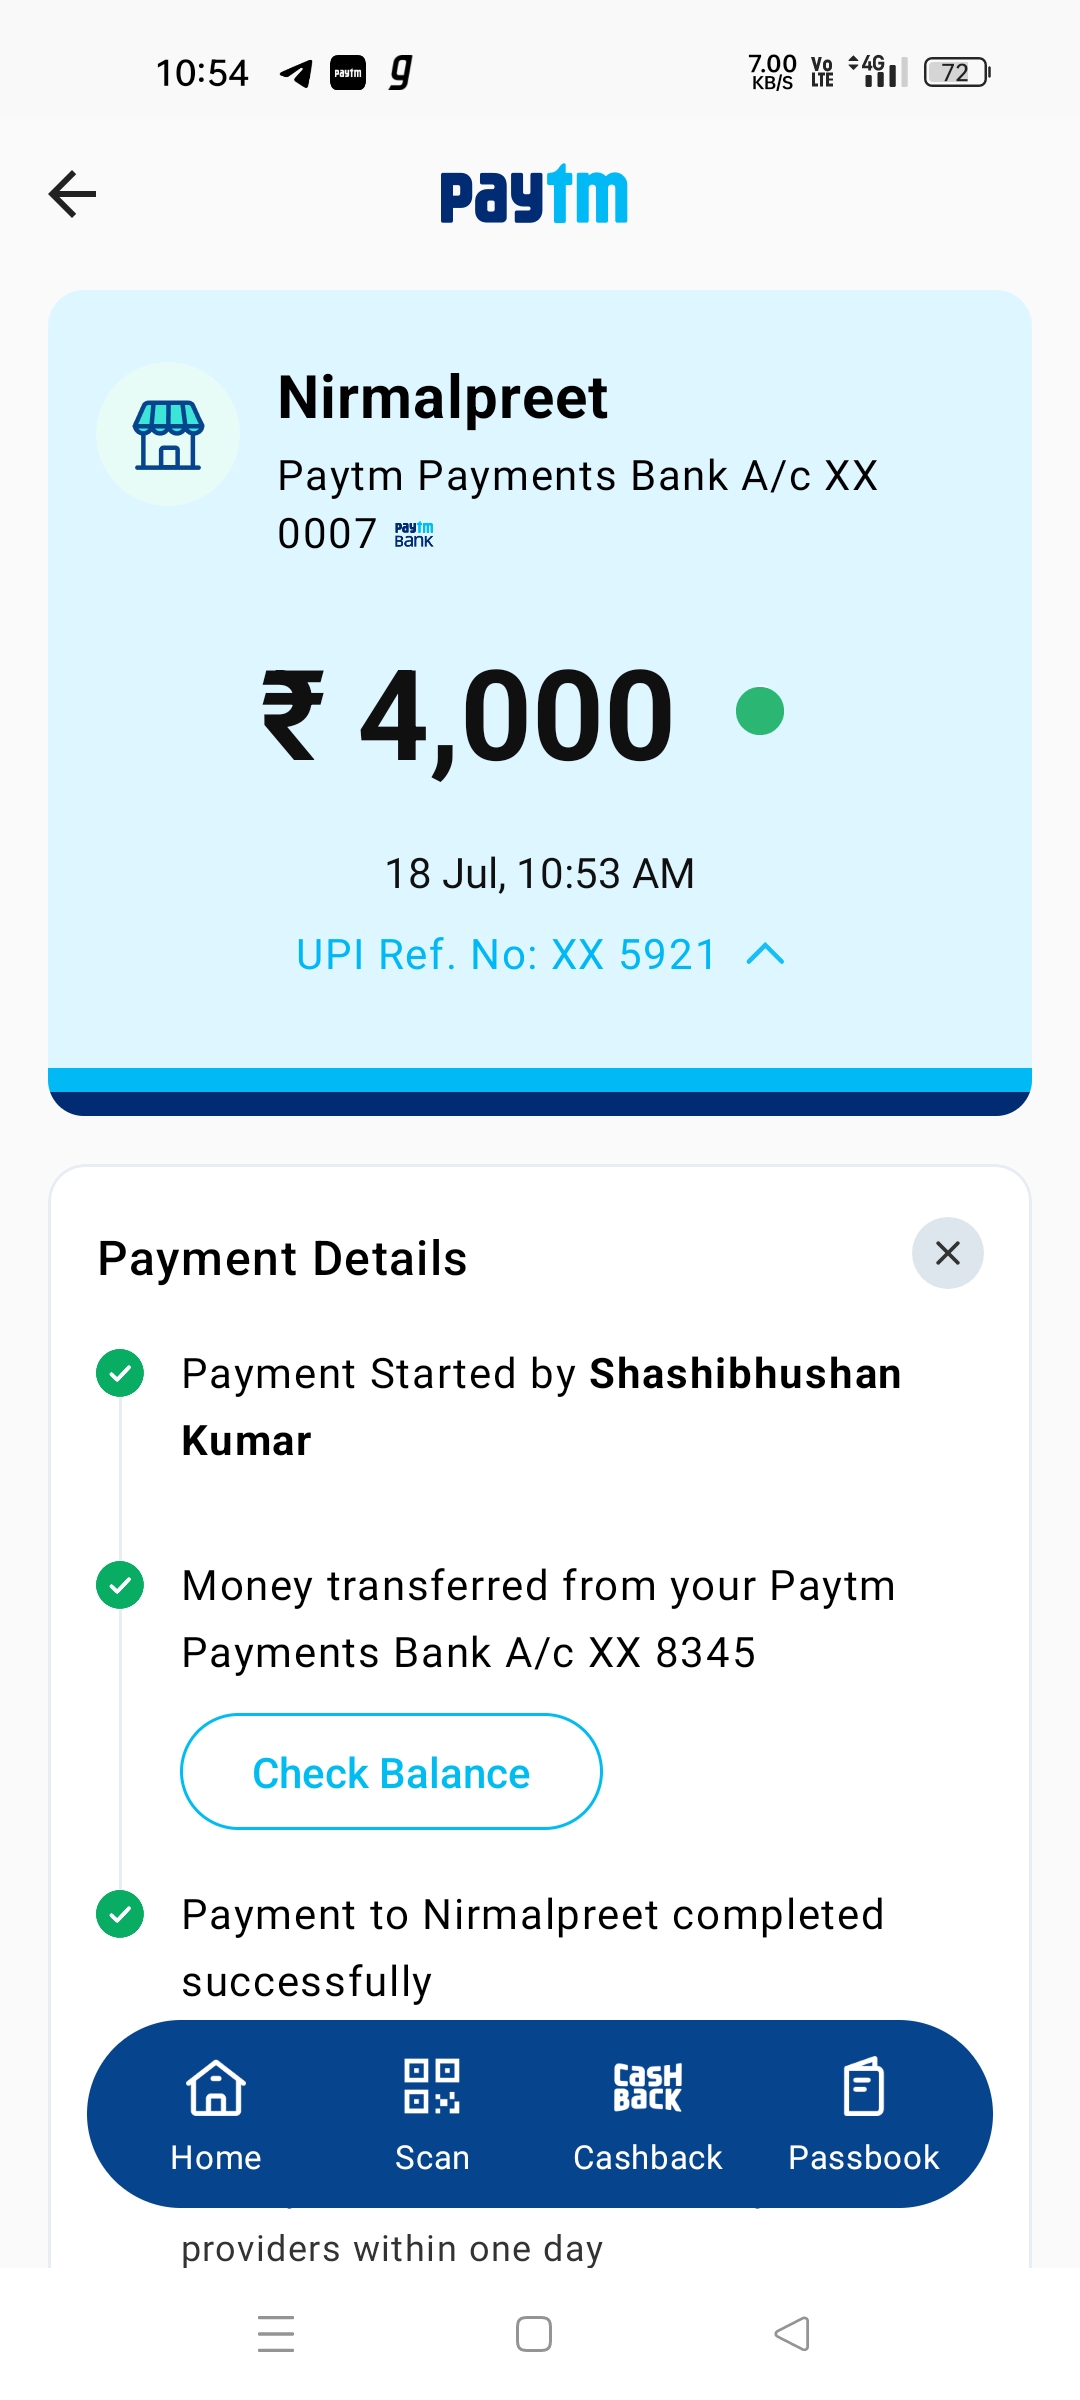 10:54 paytm g 7.00 KB/S Vo LTE 4G 72
paytm
Nirmalpreet
Paytm Payments Bank A/c XX
0007 paytm BANK
₹ 4,000
18 Jul, 10:53 AM
UPI Ref. No: XX 5921
Payment Details
Payment Started by Shashibhushan
Kumar
Money transferred from your Paytm
Payments Bank A/c XX 8345
Check Balance
Payment to Nirmalpreet completed
successfully
CASH BACK
Home Scan Cashback Passbook
providers within one day